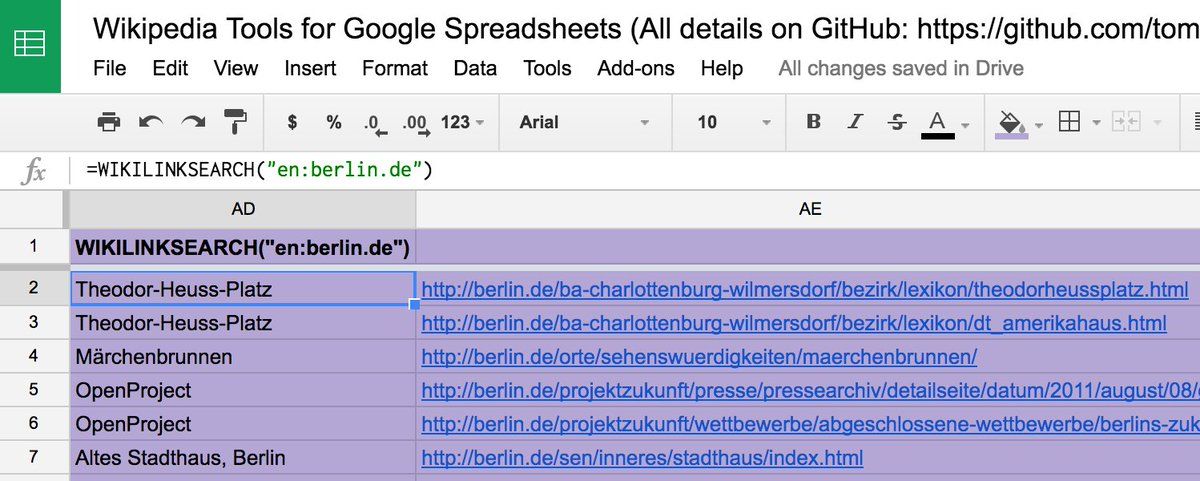 Wikipedia Tools for Google Spreadsheets (All details on GitHub: https://github.com/tom
File Edit View Insert Format Data Tools Add-ons Help All changes saved in Drive
$ % .0 .00 123 Arial 10 B I S A
fx =WIKILINKSEARCH("en:berlin.de")
AD AE
1 WIKILINKSEARCH("en:berlin.de")
2 Theodor-Heuss-Platz http://berlin.de/ba-charlottenburg-wilmersdorf/bezirk/lexikon/theodorheussplatz.html
3 Theodor-Heuss-Platz http://berlin.de/ba-charlottenburg-wilmersdorf/bezirk/lexikon/dt_amerikahaus.html
4 Märchenbrunnen http://berlin.de/orte/sehenswuerdigkeiten/maerchenbrunnen/
5 OpenProject http://berlin.de/projektzukunft/presse/pressearchiv/detailseite/datum/2011/august/08/
6 OpenProject http://berlin.de/projektzukunft/wettbewerbe/abgeschlossene-wettbewerbe/berlins-zuk
7 Altes Stadthaus, Berlin http://berlin.de/sen/inneres/stadthaus/index.html